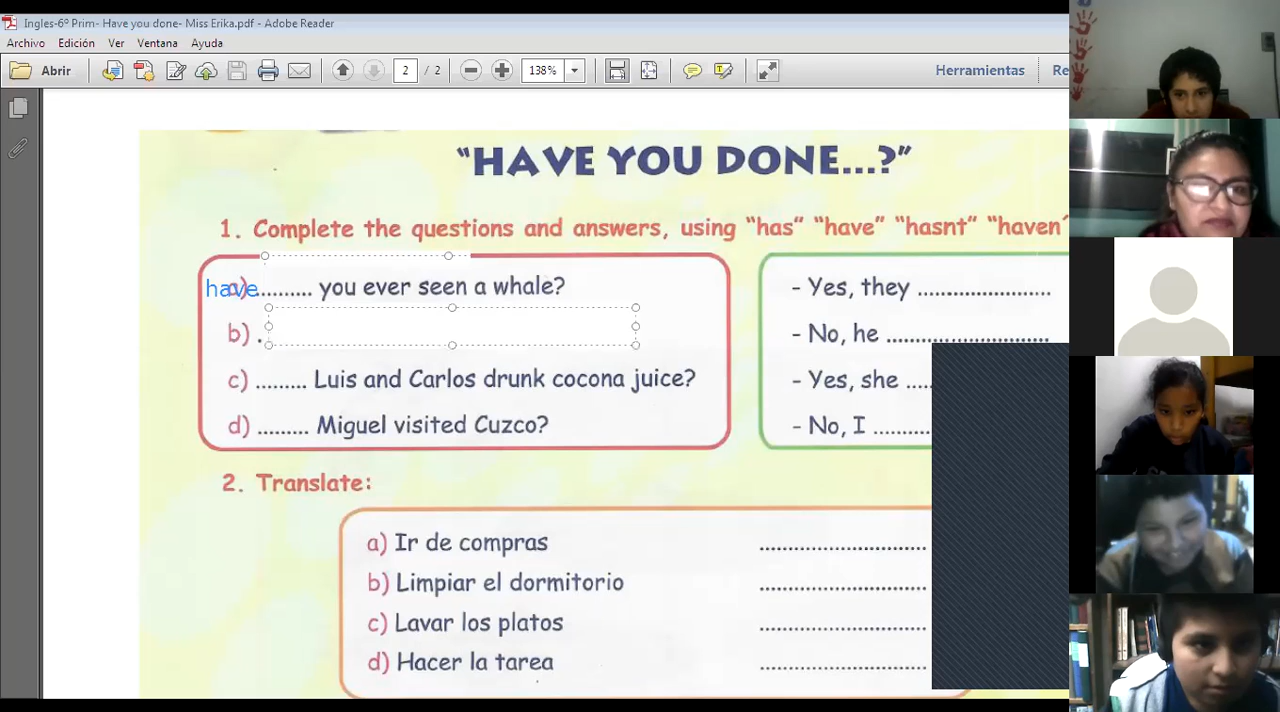 Ingles-6º Prim- Have you done- Miss Erika.pdf - Adobe Reader
Archivo Edición Ver Ventana Ayuda
Abrir 2 / 2 138% Herramientas Re
"HAVE YOU DONE...?"
1. Complete the questions and answers, using "has" "have" "hasnt" "haven´
have a) ......... you ever seen a whale? - Yes, they ......................
b) . - No, he ...........................
c) ......... Luis and Carlos drunk cocona juice? - Yes, she ....
d) ......... Miguel visited Cuzco? - No, I .........
2. Translate:
a) Ir de compras ...........................
b) Limpiar el dormitorio ...........................
c) Lavar los platos ...........................
d) Hacer la tarea ...........................